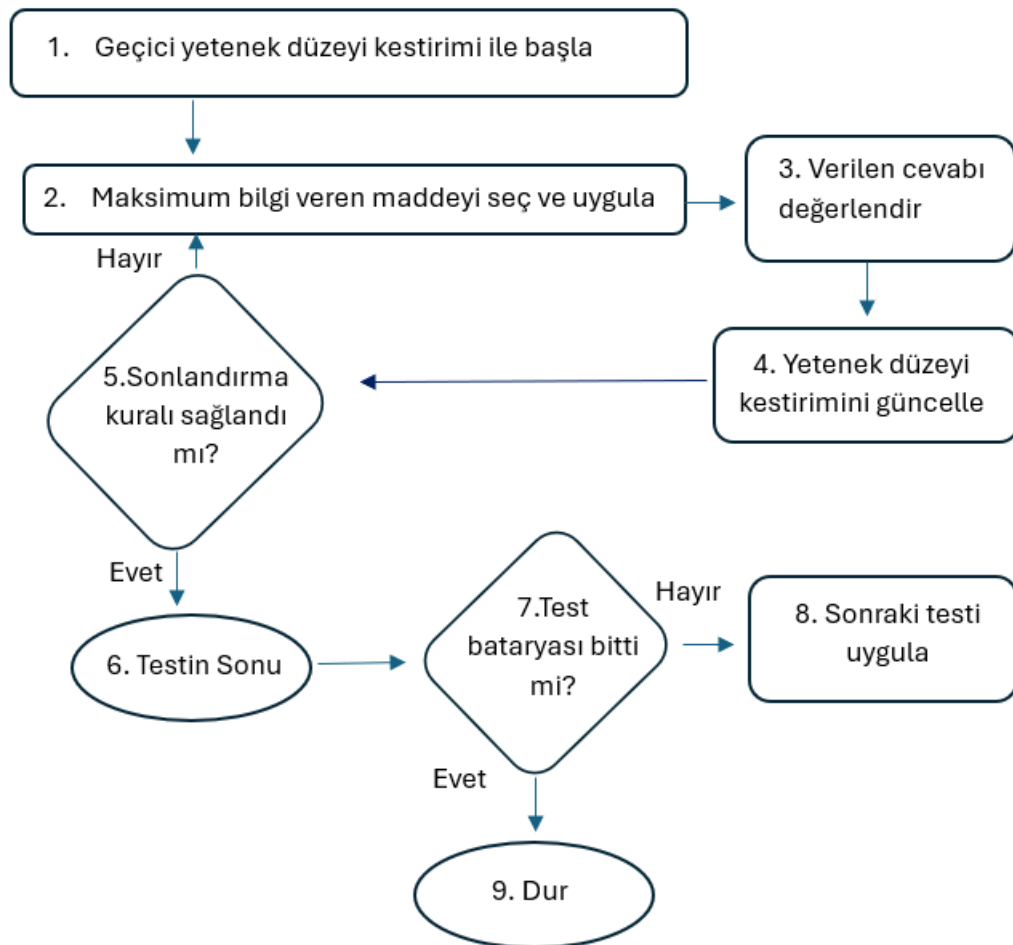 1. Geçici yetenek düzeyi kestirimi ile başla
2. Maksimum bilgi veren maddeyi seç ve uygula
3. Verilen cevabı
değerlendir
4. Yetenek düzeyi
kestirimini güncelle
Hayır
5.Sonlandırma
kuralı sağlandı
mı?
Evet
6. Testin Sonu
7.Test
bataryası bitti
mi?
Hayır
8. Sonraki testi
uygula
Evet
9. Dur